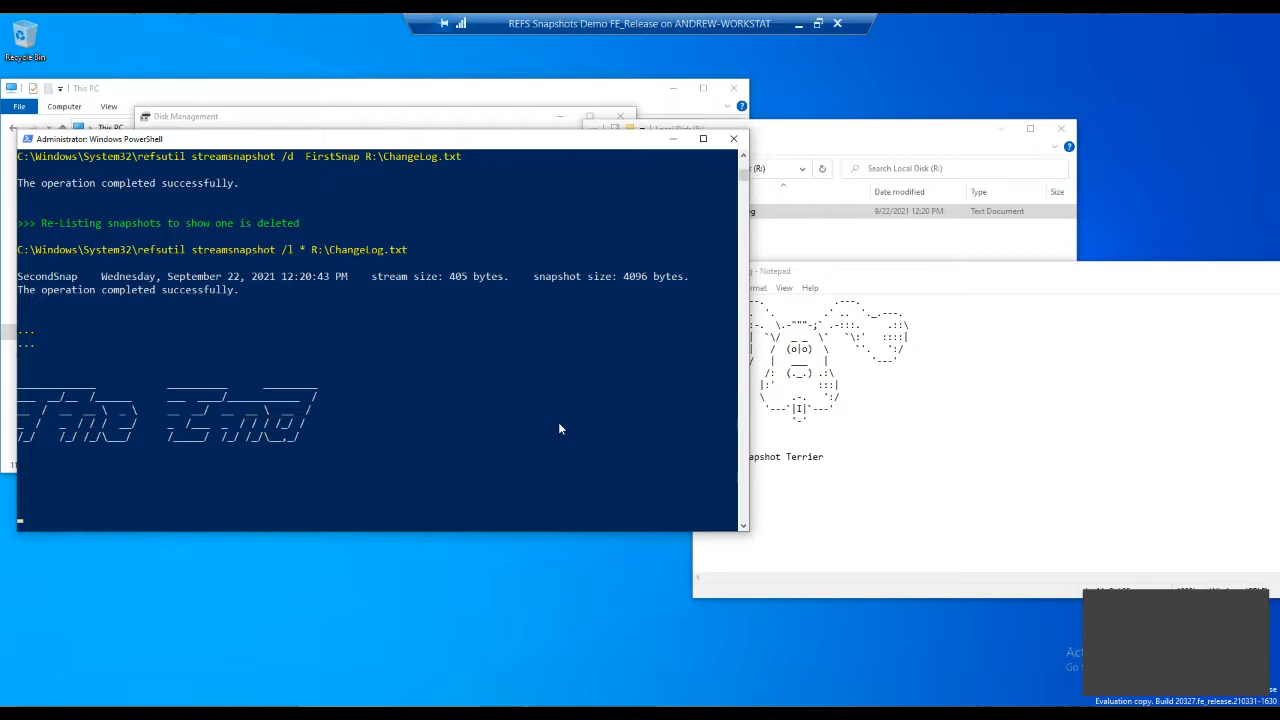 REFS Snapshots Demo FE_Release on ANDREW-WORKSTAT
Recycle Bin
This PC
File
Computer
View
This PC
Disk Management
Administrator: Windows PowerShell
C:\Windows\System32\refsutil streamsnapshot /d  FirstSnap R:\ChangeLog.txt
The operation completed successfully.
>>> Re-Listing snapshots to show one is deleted
C:\Windows\System32\refsutil streamsnapshot /l * R:\ChangeLog.txt
SecondSnap    Wednesday, September 22, 2021 12:20:43 PM    stream size: 405 bytes.    snapshot size: 4096 bytes.
The operation completed successfully.
...
...
The End
(R:)
Search Local Disk (R:)
Date modified
Type
Size
9/22/2021 12:20 PM
Text Document
- Notepad
View
Help
apshot Terrier
Evaluation copy. Build 20327.fe_release.210331-1630